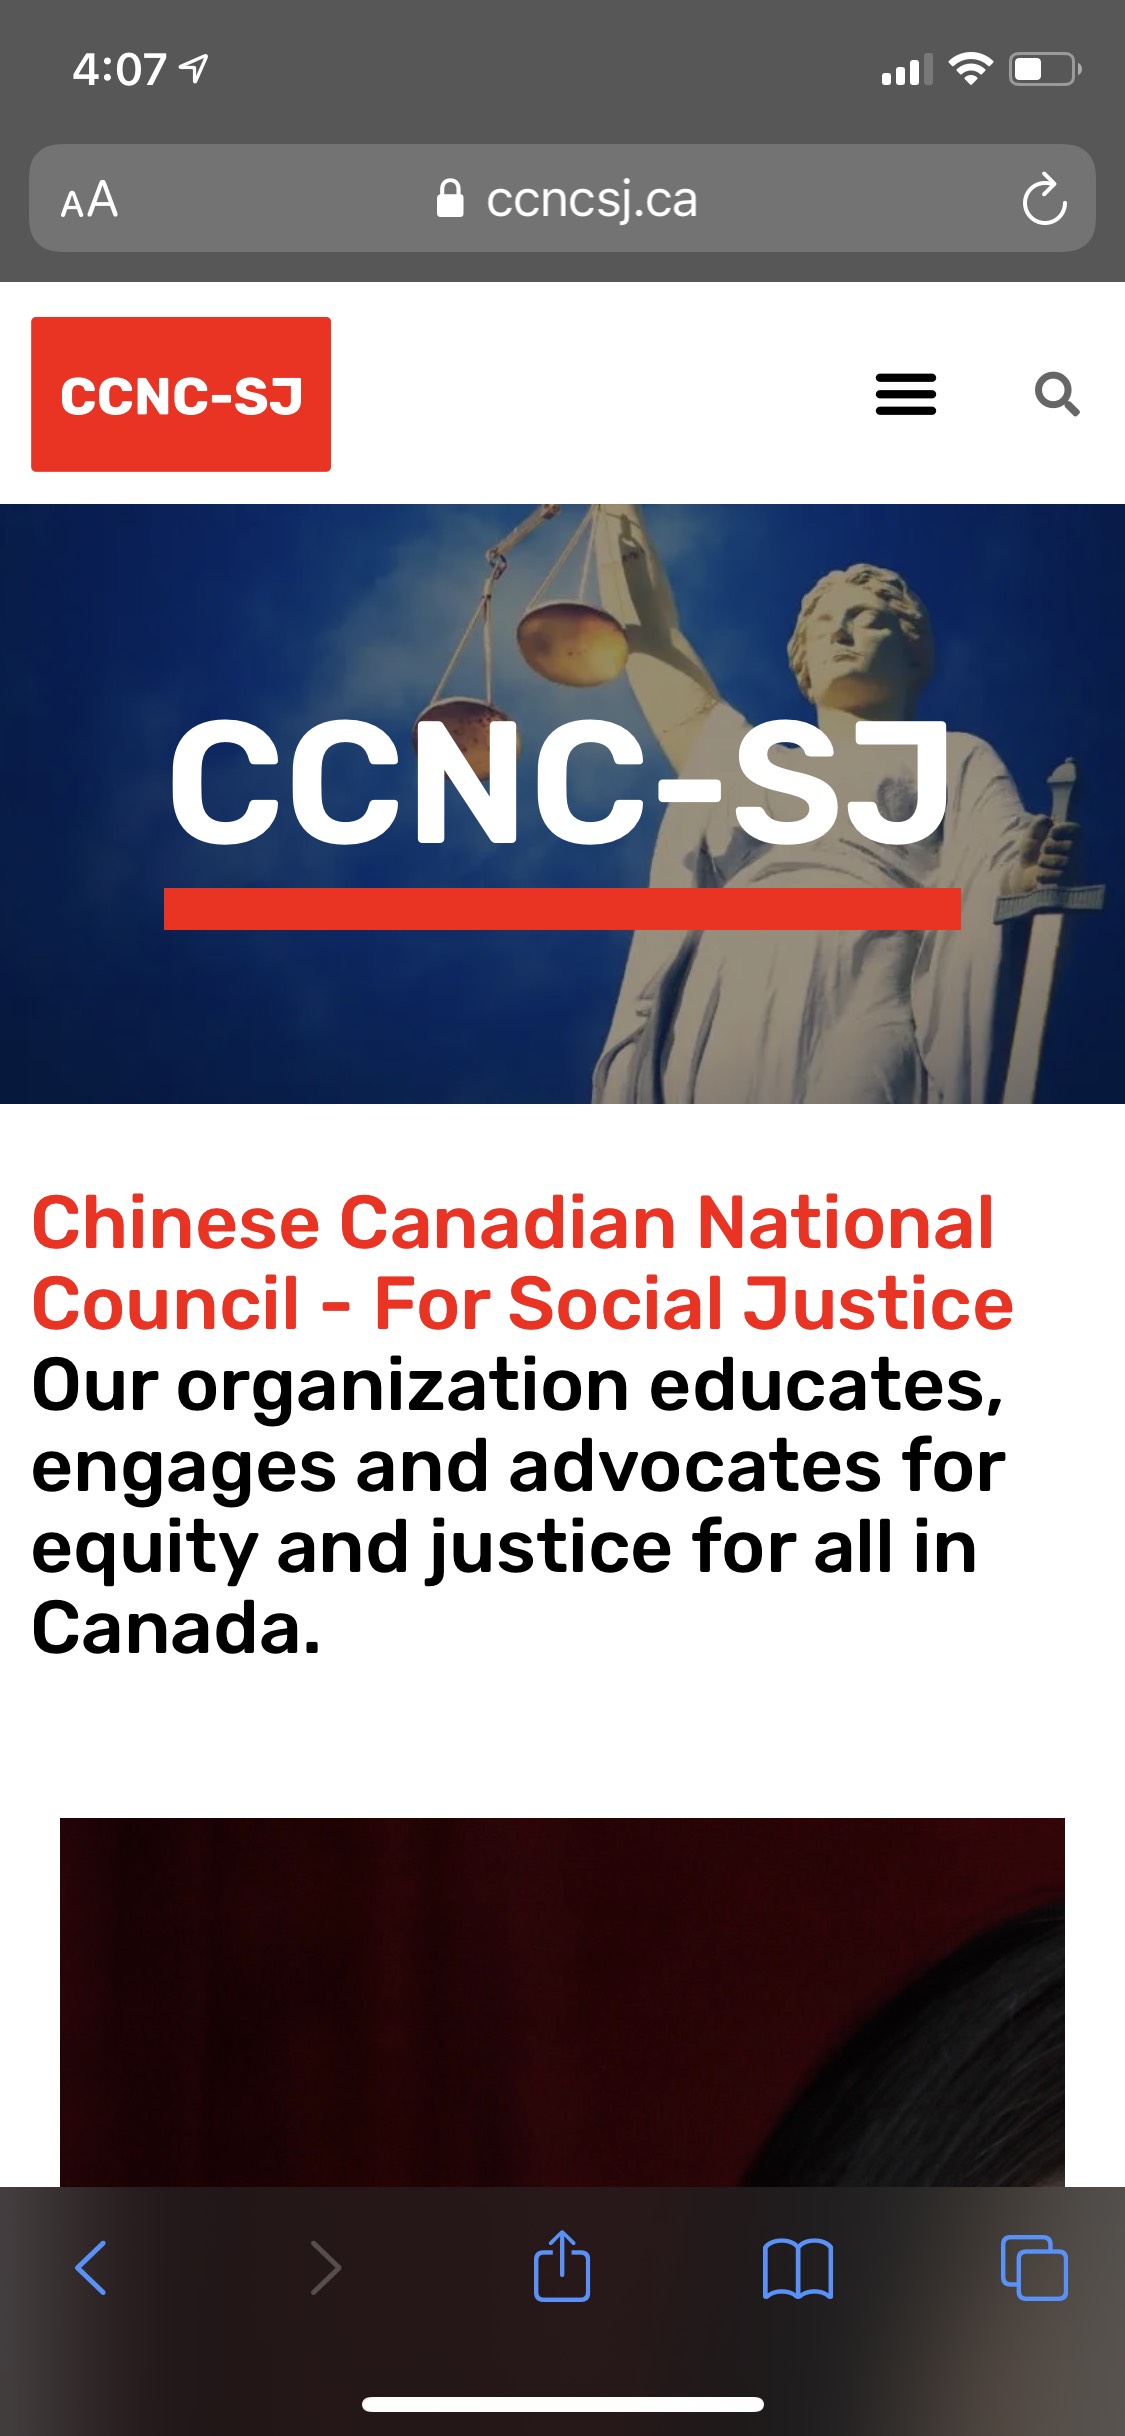 4:07
AA ccncsj.ca
CCNC-SJ
CCNC-SJ
Chinese Canadian National
Council - For Social Justice
Our organization educates,
engages and advocates for
equity and justice for all in
Canada.